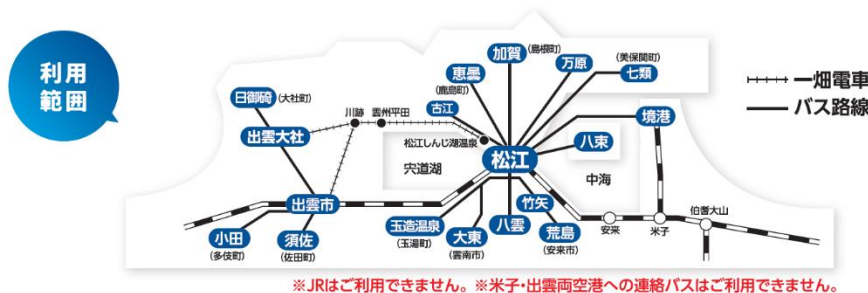 利用
範囲
加賀
(島根町)
万原
(美保関町)
七類
恵曇
(鹿島町)
古江
日御碕
(大社町)
川跡
雲州平田
出雲大社
松江しんじ湖温泉
松江
八束
境港
宍道湖
中海
出雲市
小田
(多伎町)
須佐
(佐田町)
玉造温泉
(玉湯町)
大東
(雲南市)
八雲
竹矢
荒島
(安来市)
安来
米子
伯耆大山
一畑電車
バス路線
※JRはご利用できません。※米子・出雲両空港への連絡バスはご利用できません。